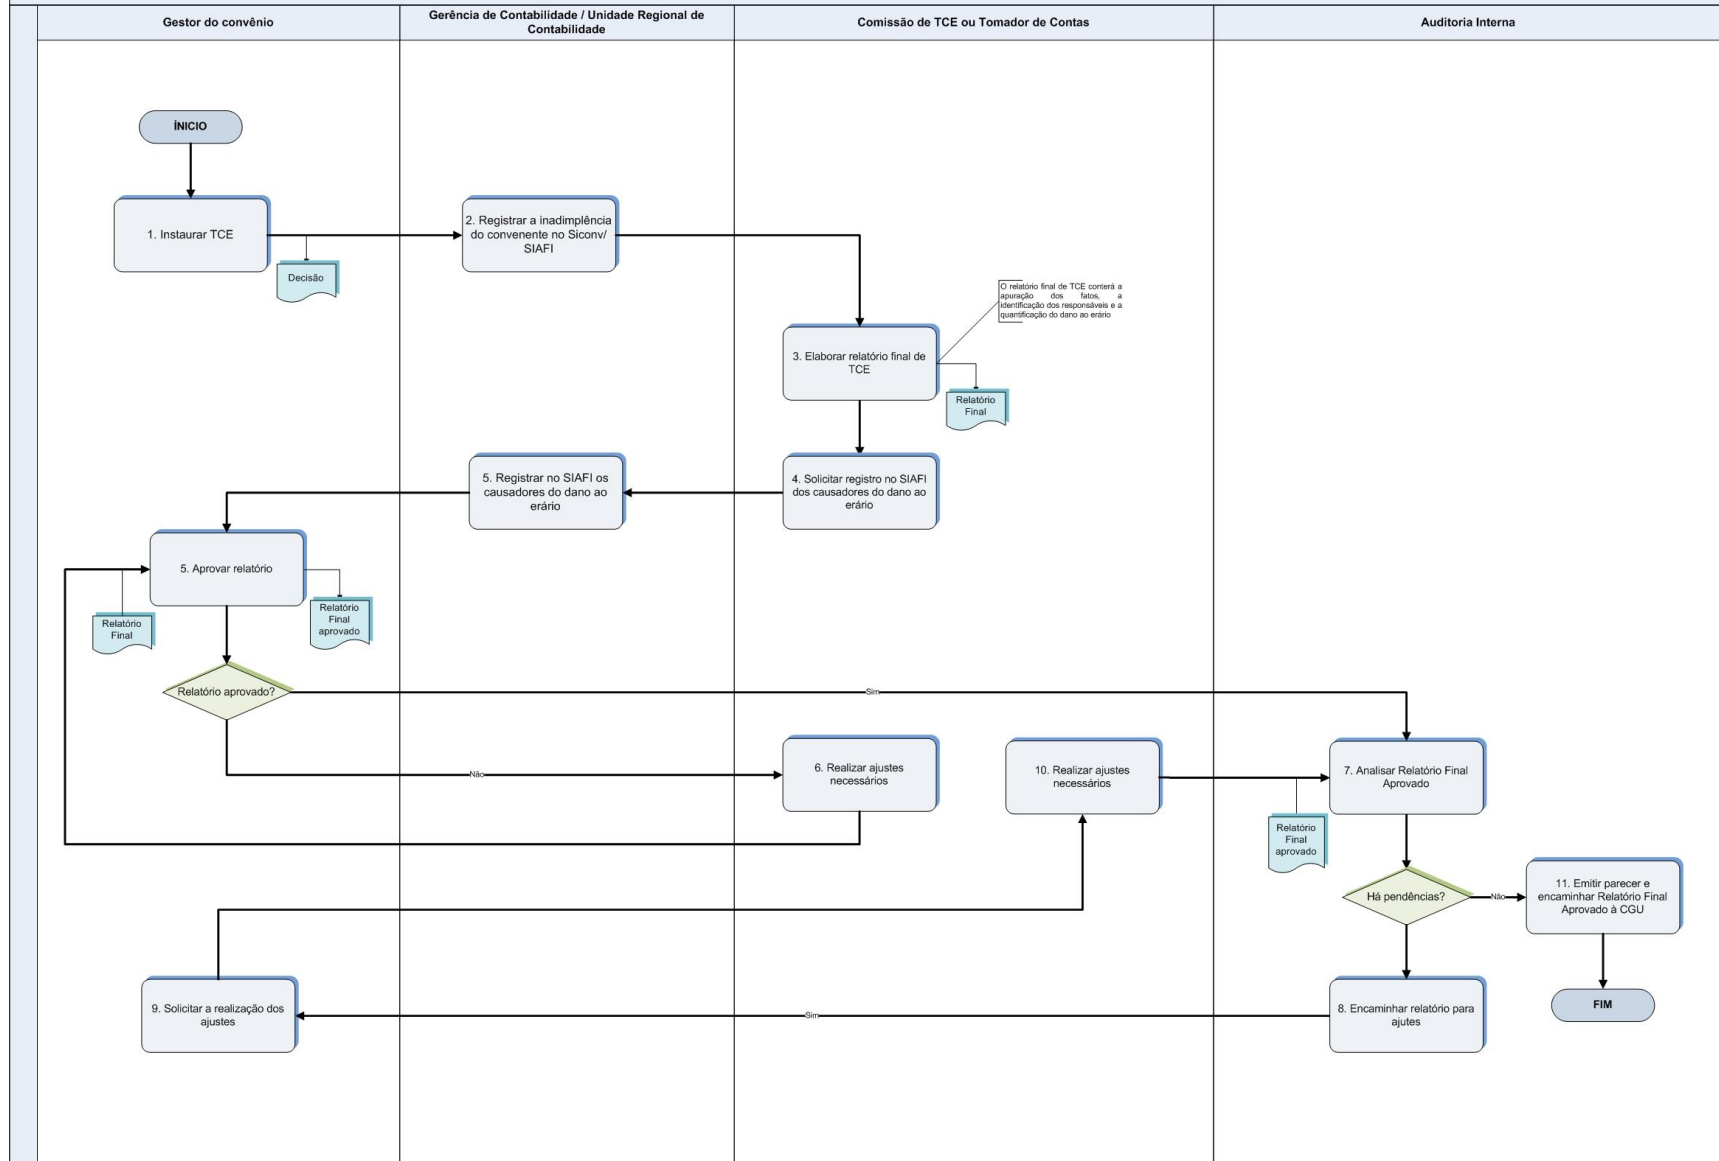 Gestor do convênio
Gerência de Contabilidade / Unidade Regional de
Contabilidade
Comissão de TCE ou Tomador de Contas
Auditoria Interna
ÍNICIO
1. Instaurar TCE
Decisão
2. Registrar a inadimplência
do convenente no Siconv/
SIAFI
O relatório final de TCE conterá a
apuração dos fatos, a
identificação dos responsáveis e a
quantificação do dano ao erário
3. Elaborar relatório final de
TCE
Relatório
Final
4. Solicitar registro no SIAFI
dos causadores do dano ao
erário
5. Registrar no SIAFI os
causadores do dano ao
erário
5. Aprovar relatório
Relatório
Final
Relatório
Final
aprovado
Relatório aprovado?
Sim
Não
6. Realizar ajustes
necessários
10. Realizar ajustes
necessários
7. Analisar Relatório Final
Aprovado
Relatório
Final
aprovado
Há pendências?
Não
11. Emitir parecer e
encaminhar Relatório Final
Aprovado à CGU
FIM
8. Encaminhar relatório para
ajutes
Sim
9. Solicitar a realização dos
ajustes